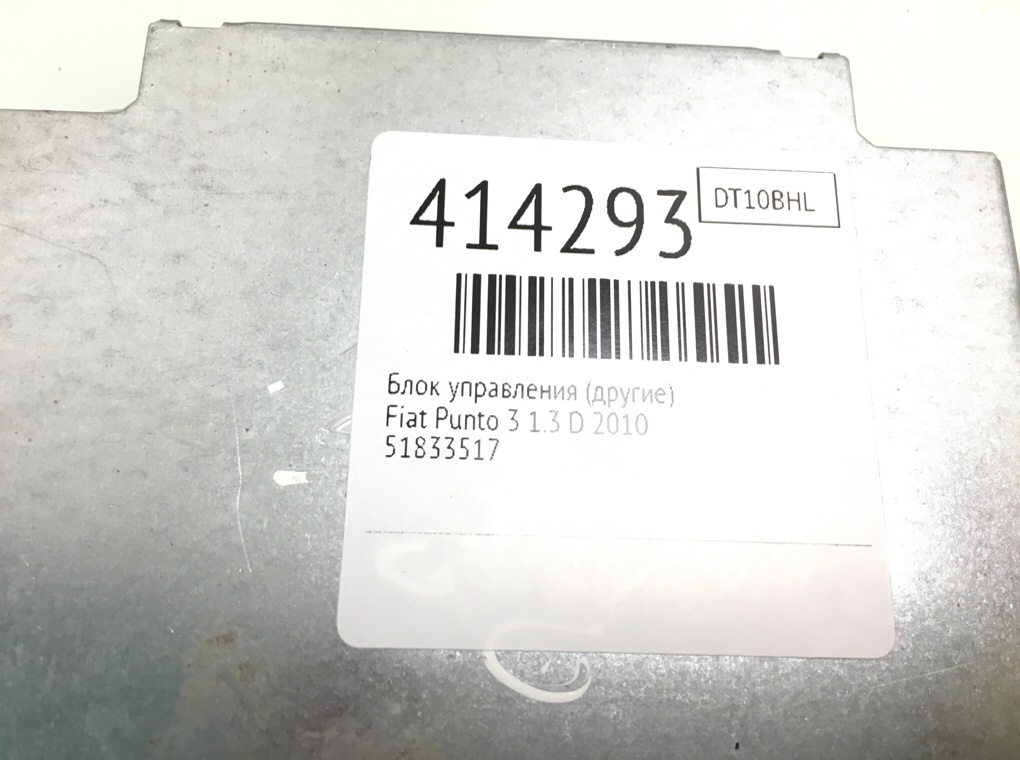 414293
DT10BHL
Блок управления (другие)
Fiat Punto 3 1.3 D 2010
51833517